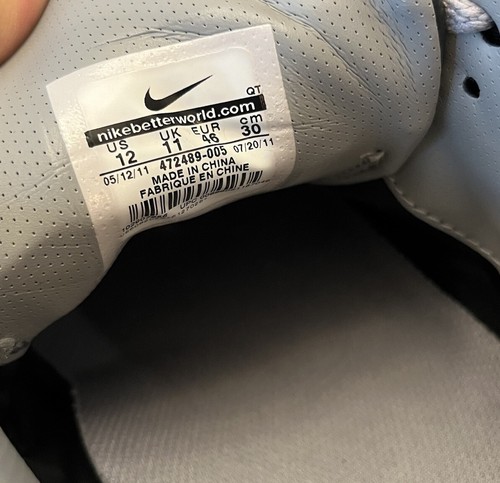 QT
nikebetterworld.com
US UK EUR cm
12 11 46 30
05/12/11 472489-005 07/20/11
MADE IN CHINA
FABRIQUE EN CHINE